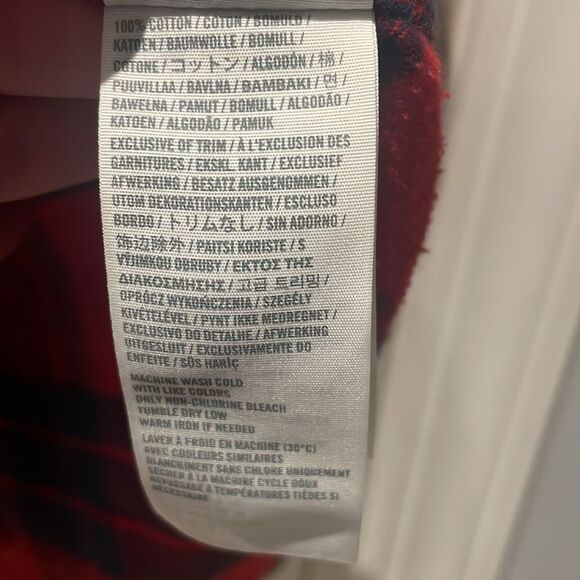 100% COTTON / COTON / BOMULD /
KATOEN / BAUMWOLLE / BOMULL /
COTONE / コットン / ALGODÓN / 棉 /
PUUVILLAA / BAVLNA / ΒΑΜΒΑΚΙ / 면 /
BAWEŁNA / PAMUT / BOMULL / ALGODÃO /
KATOEN / ALGODÃO / PAMUK
EXCLUSIVE OF TRIM / À L'EXCLUSION DES
GARNITURES / EKSKL. KANT / EXCLUSIEF
AFWERKING / BESATZ AUSGENOMMEN /
UTOM DEKORATIONSKANTEN / ESCLUSO
BORDO / トリムなし / SIN ADORNO /
饰边除外 / PAITSI KORISTE / S
VÝJIMKOU OBRUBY / ΕΚΤΟΣ ΤΗΣ
ΔΙΑΚΟΣΜΗΣΗΣ / 고급 트리밍 /
OPRÓCZ WYKOŃCZENIA / SZEGÉLY
KIVÉTELÉVEL / PYNT IKKE MEDREGNET /
EXCLUSIVO DO DETALHE / AFWERKING
UITGESLUIT / EXCLUSIVAMENTE DO
ENFEITE / SÜS HARİÇ
MACHINE WASH COLD
WITH LIKE COLORS
ONLY NON-CHLORINE BLEACH
TUMBLE DRY LOW
WARM IRON IF NEEDED
LAVER À FROID EN MACHINE (30°C)
AVEC COULEURS SIMILAIRES
BLANCHIMENT SANS CHLORE UNIQUEMENT
SÉCHER À LA MACHINE CYCLE DOUX
REPASSAGE À TEMPÉRATURES TIÈDES SI
NÉCESSAIRE